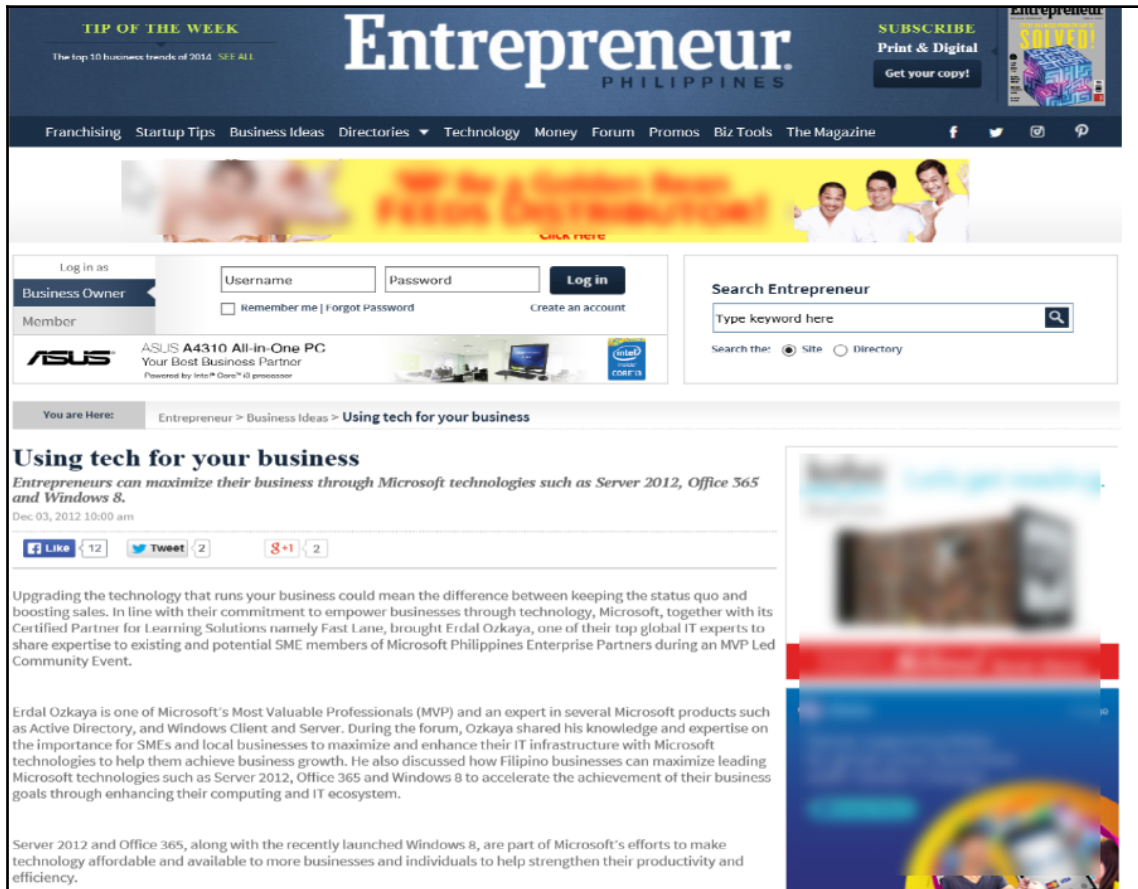 TIP OF THE WEEK
The top 10 business trends of 2014 SEE ALL
Entrepreneur.
PHILIPPINES
SUBSCRIBE
Print & Digital
Get your copy!
Entrepreneur
SOLVED!
Franchising Startup Tips Business Ideas Directories Technology Money Forum Promos Biz Tools The Magazine
Be a Golden Bean
FEEDS DISTRIBUTOR!
Click Here
Log in as
Business Owner
Member
Username
Password
Log in
Remember me | Forgot Password
Create an account
ASUS
ASUS A4310 All-in-One PC
Your Best Business Partner
Powered by Intel® Core™ i3 processor
intel
inside
CORE i3
Search Entrepreneur
Type keyword here
Search the: Site Directory
You are Here:
Entrepreneur > Business Ideas > Using tech for your business
Using tech for your business
Entrepreneurs can maximize their business through Microsoft technologies such as Server 2012, Office 365
and Windows 8.
Dec 03, 2012 10:00 am
Like 12 Tweet 2 g+1 2
Upgrading the technology that runs your business could mean the difference between keeping the status quo and
boosting sales. In line with their commitment to empower businesses through technology, Microsoft, together with its
Certified Partner for Learning Solutions namely Fast Lane, brought Erdal Ozkaya, one of their top global IT experts to
share expertise to existing and potential SME members of Microsoft Philippines Enterprise Partners during an MVP Led
Community Event.
Erdal Ozkaya is one of Microsoft's Most Valuable Professionals (MVP) and an expert in several Microsoft products such
as Active Directory, and Windows Client and Server. During the forum, Ozkaya shared his knowledge and expertise on
the importance for SMEs and local businesses to maximize and enhance their IT infrastructure with Microsoft
technologies to help them achieve business growth. He also discussed how Filipino businesses can maximize leading
Microsoft technologies such as Server 2012, Office 365 and Windows 8 to accelerate the achievement of their business
goals through enhancing their computing and IT ecosystem.
Server 2012 and Office 365, along with the recently launched Windows 8, are part of Microsoft's efforts to make
technology affordable and available to more businesses and individuals to help strengthen their productivity and
efficiency.
Let's get reading.